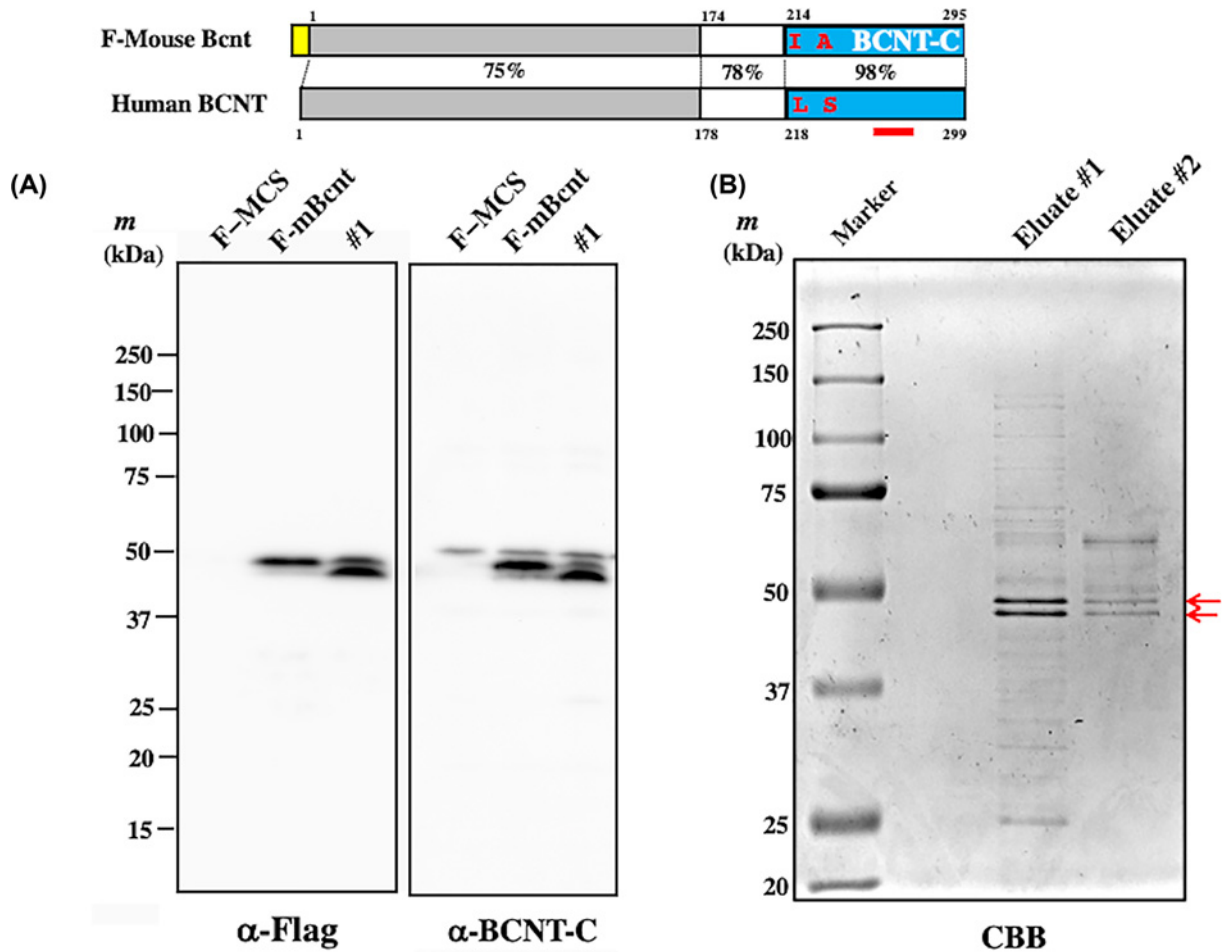 1 174 214 295
F-Mouse Bcnt I A BCNT-C
75% 78% 98%
Human BCNT L S
1 178 218 299
(A)
m
(kDa)
F–MCS
F-mBcnt
#1
F–MCS
F-mBcnt
#1
250
150
100
75
50
37
25
20
15
α-Flag
α-BCNT-C
(B)
m
(kDa)
Marker
Eluate #1
Eluate #2
250
150
100
75
50
37
25
20
CBB